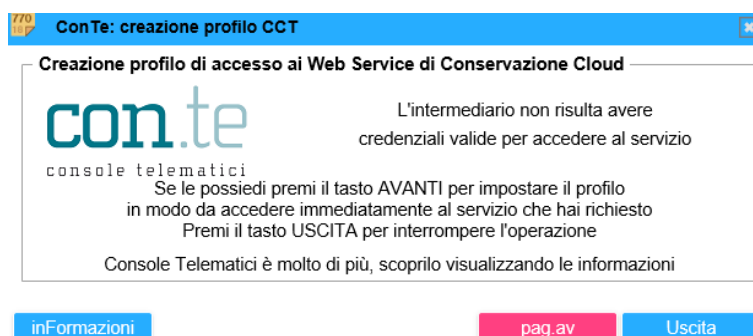 770
ConTe: creazione profilo CCT
Creazione profilo di accesso ai Web Service di Conservazione Cloud
con.te
console telematici
L'intermediario non risulta avere
credenziali valide per accedere al servizio
Se le possiedi premi il tasto AVANTI per impostare il profilo
in modo da accedere immediatamente al servizio che hai richiesto
Premi il tasto USCITA per interrompere l'operazione
Console Telematici è molto di più, scoprilo visualizzando le informazioni
inFormazioni
pag.av
Uscita